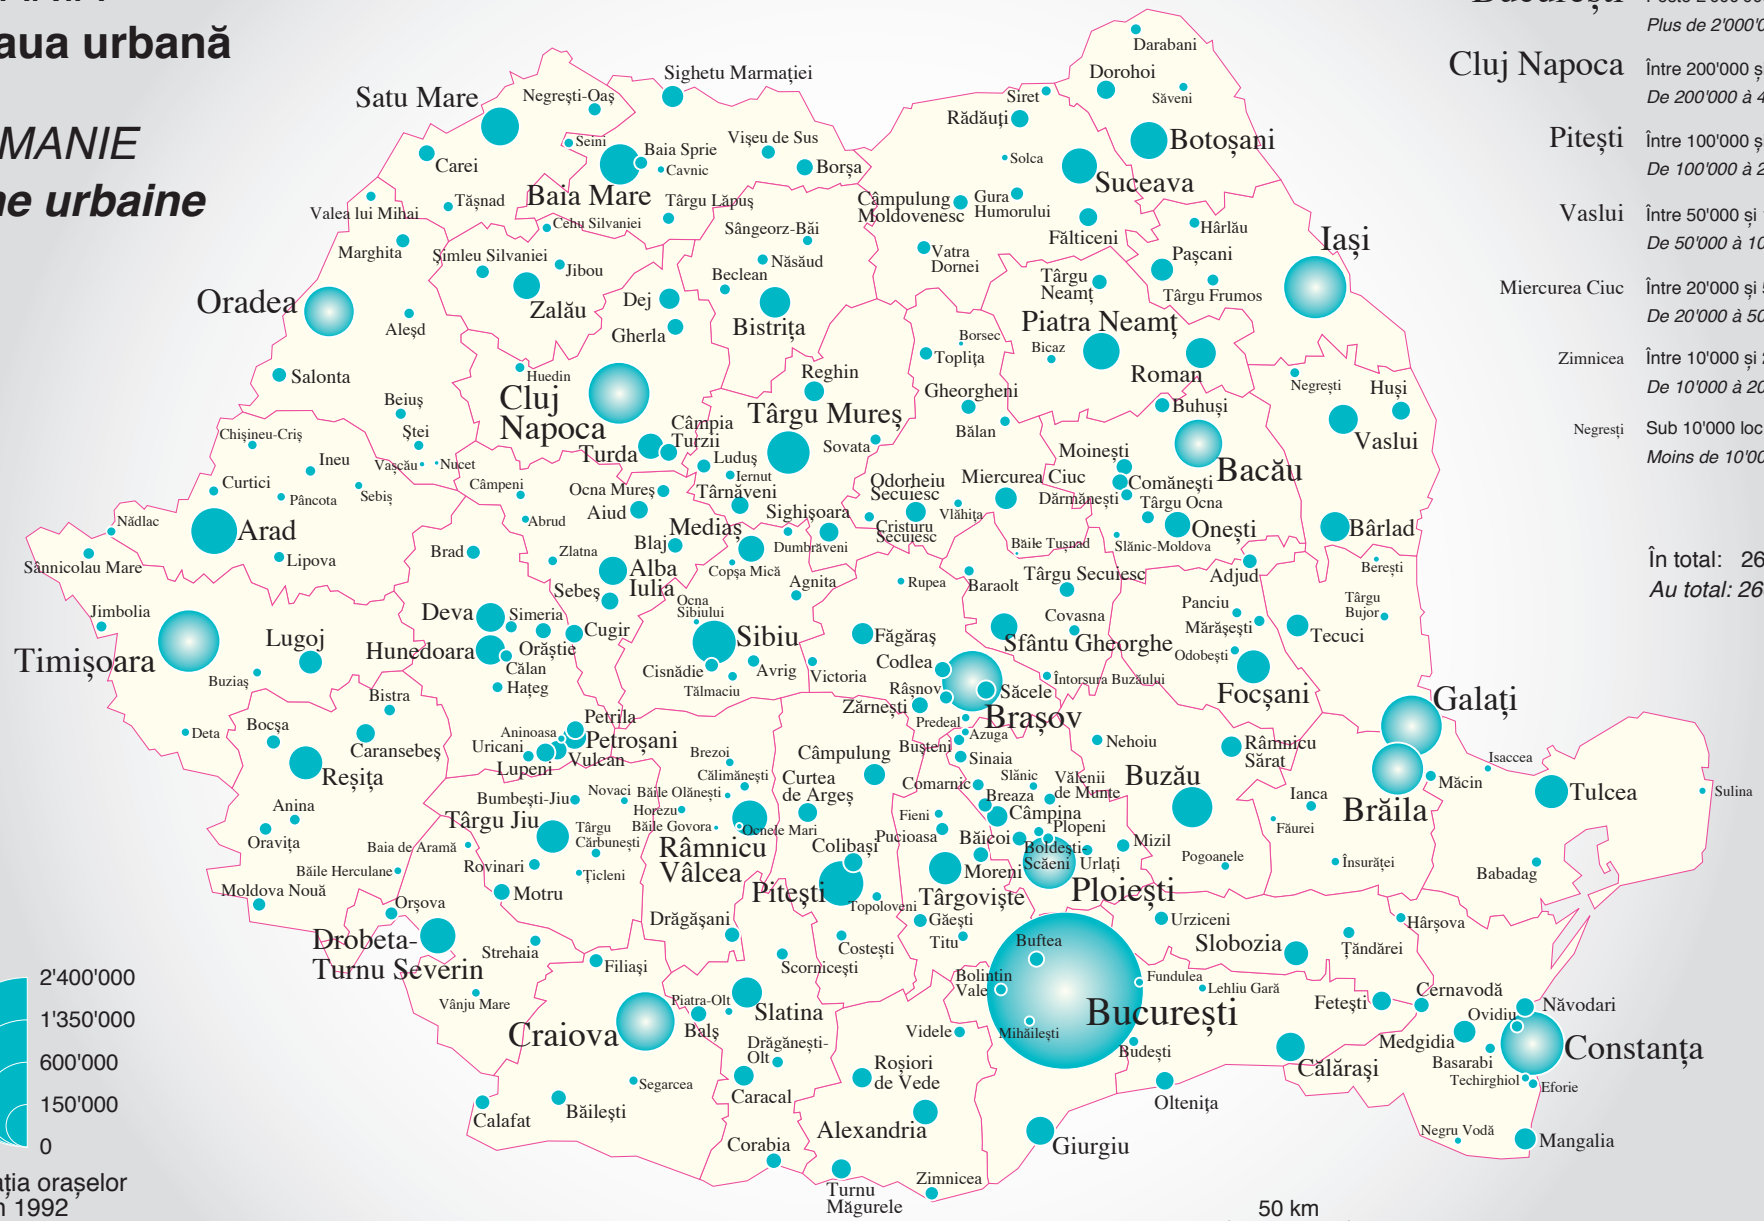 aua urbană
MANIE
ne urbaine
București
Plus de 2'000'0
Cluj Napoca
Între 200'000 și
De 200'000 à 4
Pitești
Între 100'000 și
De 100'000 à 2
Vaslui
Între 50'000 și
De 50'000 à 10
Miercurea Ciuc
Între 20'000 și 5
De 20'000 à 50
Zimnicea
Între 10'000 și 2
De 10'000 à 20
Negrești
Sub 10'000 loc
Moins de 10'00
În total: 26
Au total: 26
Darabani
Dorohoi
Săveni
Siret
Rădăuți
Botoșani
Solca
Suceava
Sighetu Marmației
Satu Mare
Negrești-Oaș
Seini
Baia Sprie
Cavnic
Vișeu de Sus
Borșa
Carei
Baia Mare
Tășnad
Târgu Lăpuș
Valea lui Mihai
Cehu Silvaniei
Sângeorz-Băi
Câmpulung
Moldovenesc
Gura
Humorului
Fălticeni
Hârlău
Iași
Marghita
Șimleu Silvaniei
Jibou
Năsăud
Beclean
Vatra
Dornei
Pașcani
Târgu
Neamț
Târgu Frumos
Oradea
Zalău
Dej
Gherla
Bistrița
Aleșd
Piatra Neamț
Borsec
Bicaz
Toplița
Roman
Salonta
Huedin
Reghin
Gheorgheni
Negrești
Huși
Cluj
Napoca
Beiuș
Câmpia
Turzii
Târgu Mureș
Buhuși
Bălan
Vaslui
Chișineu-Criș
Ștei
Turda
Luduș
Sovata
Moinești
Bacău
Ineu
Vașcău
Nucet
Iernut
Curtici
Pâncota
Sebiș
Câmpeni
Ocna Mureș
Târnăveni
Odorheiu
Secuiesc
Miercurea Ciuc
Dărmănești
Comănești
Târgu Ocna
Nădlac
Arad
Abrud
Aiud
Mediaș
Sighișoara
Cristuru
Secuiesc
Vlăhița
Onești
Bârlad
Sânnicolau Mare
Lipova
Brad
Zlatna
Blaj
Dumbrăveni
Băile Tușnad
Slănic-Moldova
Alba
Iulia
Copșa Mică
Agnita
Rupea
Baraolt
Târgu Secuiesc
Adjud
Berești
Jimbolia
Deva
Simeria
Sebeș
Ocna
Sibiului
Covasna
Panciu
Târgu
Bujor
Mărășești
Tecuci
Timișoara
Lugoj
Hunedoara
Orăștie
Cugir
Sibiu
Făgăraș
Sfântu Gheorghe
Odobești
Călan
Cisnădie
Avrig
Victoria
Codlea
Buziaș
Hațeg
Tălmaciu
Râșnov
Săcele
Întorsura Buzăului
Focșani
Bistra
Zărnești
Brașov
Galați
Deta
Bocșa
Petrila
Aninoasa
Petroșani
Predeal
Azuga
Bușteni
Nehoiu
Râmnicu
Sărat
Caransebeș
Uricani
Lupeni
Vulcan
Brezoi
Câmpulung
Sinaia
Isaccea
Reșița
Călimănești
Curtea
de Argeș
Comarnic
Slănic
Vălenii
de Munte
Buzău
Măcin
Tulcea
Sulina
Novaci
Băile Olănești
Breaza
Ianca
Brăila
Bumbești-Jiu
Horezu
Fieni
Câmpina
Anina
Târgu Jiu
Târgu
Cărbunești
Băile Govora
Ocnele Mari
Pucioasa
Băicoi
Plopeni
Făurei
Oravița
Baia de Aramă
Râmnicu
Vâlcea
Colibași
Moreni
Boldești-
Scăeni
Urlați
Mizil
Pogoanele
Însurăței
Băile Herculane
Rovinari
Țicleni
Babadag
Moldova Nouă
Motru
Pitești
Topoloveni
Târgoviște
Ploiești
Orșova
Drăgășani
Găești
Urziceni
Hârșova
Drobeta-
Turnu Severin
Strehaia
Costești
Titu
Buftea
Slobozia
Țăndărei
Filiași
Scornicești
Bolintin
Vale
Fundulea
Lehliu Gară
Vânju Mare
Piatra-Olt
Slatina
București
Fetești
Cernavodă
Năvodari
Ovidiu
Craiova
Balș
Videle
Mihăilești
Medgidia
Constanța
Drăgănești-
Olt
Budești
Basarabi
Segarcea
Roșiori
de Vede
Călărași
Techirghiol
Eforie
Caracal
Oltenița
Calafat
Băilești
Alexandria
Negru Vodă
Mangalia
Corabia
Giurgiu
Zimnicea
Turnu
Măgurele
2'400'000
1'350'000
600'000
150'000
0
ația orașelor
n 1992
50 km